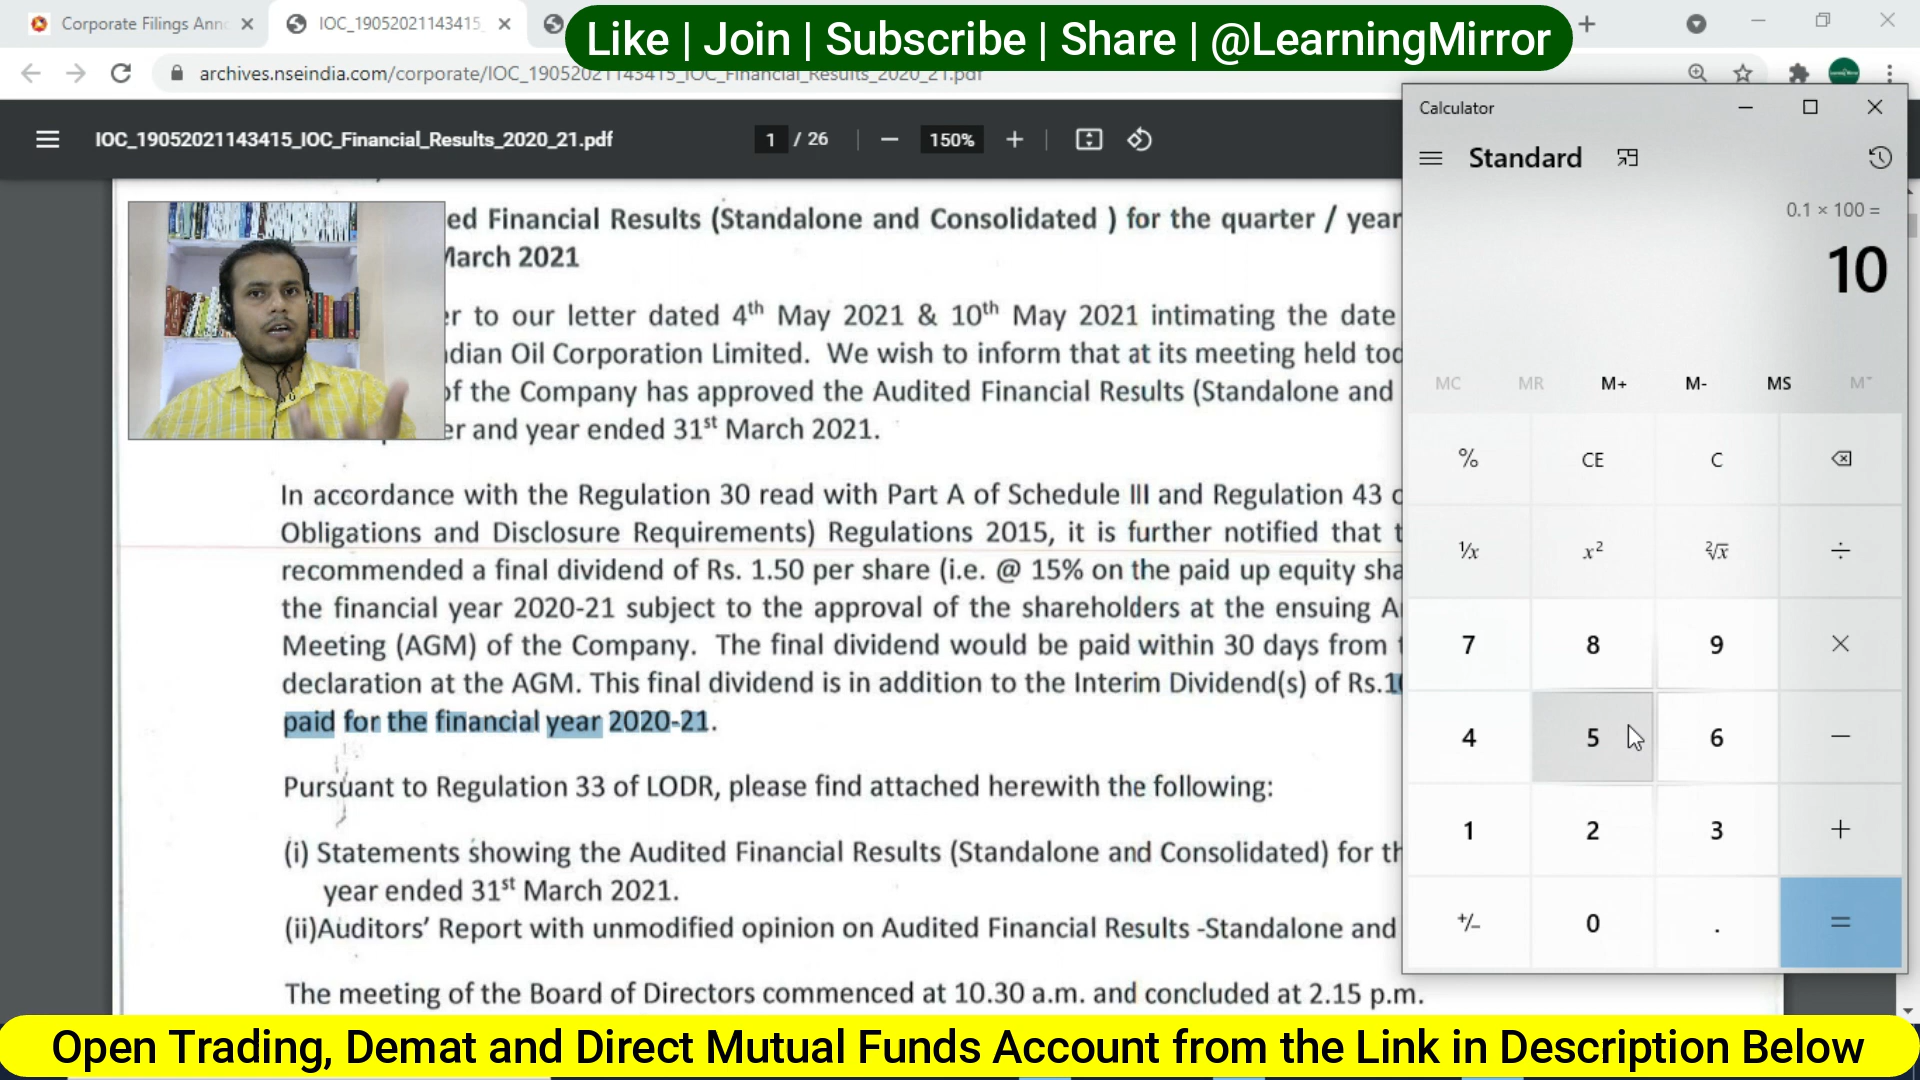 Corporate Filings Ann
IOC_19052021143415_
Like | Join | Subscribe | Share | @LearningMirror
archives.nseindia.com/corporate/IOC_19052021143415_IOC_Financial_Results_2020_21.pdf
IOC_19052021143415_IOC_Financial_Results_2020_21.pdf
1 / 26
150%
ed Financial Results (Standalone and Consolidated ) for the quarter / year
March 2021
r to our letter dated 4th May 2021 & 10th May 2021 intimating the date
ndian Oil Corporation Limited. We wish to inform that at its meeting held tod
of the Company has approved the Audited Financial Results (Standalone and
er and year ended 31st March 2021.
In accordance with the Regulation 30 read with Part A of Schedule III and Regulation 43 o
Obligations and Disclosure Requirements) Regulations 2015, it is further notified that t
recommended a final dividend of Rs. 1.50 per share (i.e. @ 15% on the paid up equity sha
the financial year 2020-21 subject to the approval of the shareholders at the ensuing A
Meeting (AGM) of the Company. The final dividend would be paid within 30 days from t
declaration at the AGM. This final dividend is in addition to the Interim Dividend(s) of Rs.10
paid for the financial year 2020-21.
Pursuant to Regulation 33 of LODR, please find attached herewith the following:
(i) Statements showing the Audited Financial Results (Standalone and Consolidated) for th
year ended 31st March 2021.
(ii)Auditors’ Report with unmodified opinion on Audited Financial Results -Standalone and
The meeting of the Board of Directors commenced at 10.30 a.m. and concluded at 2.15 p.m.
Calculator
Standard
0.1 × 100 =
10
MC MR M+ M- MS M˅
% CE C
¹/x x² ²√x ÷
7 8 9 ×
4 5 6 −
1 2 3 +
+/− 0 . =
Open Trading, Demat and Direct Mutual Funds Account from the Link in Description Below